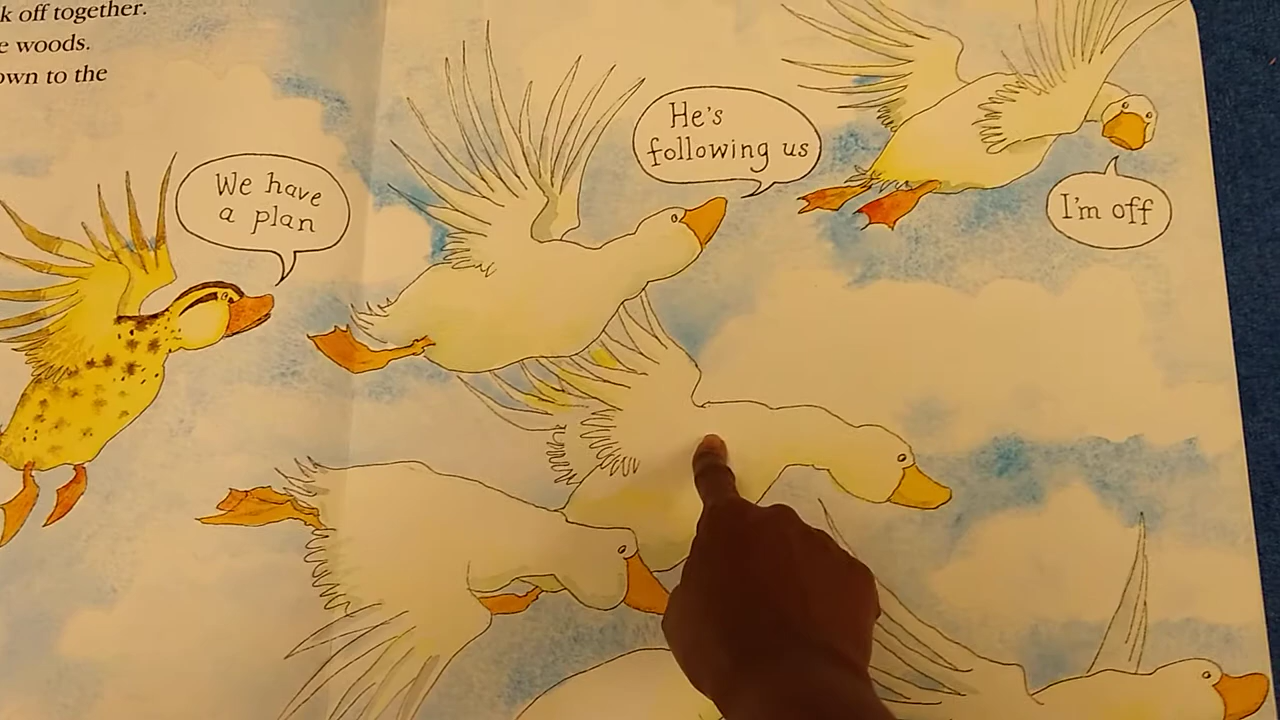 k off together.
e woods.
own to the
We have
a plan
He's
following us
I'm off